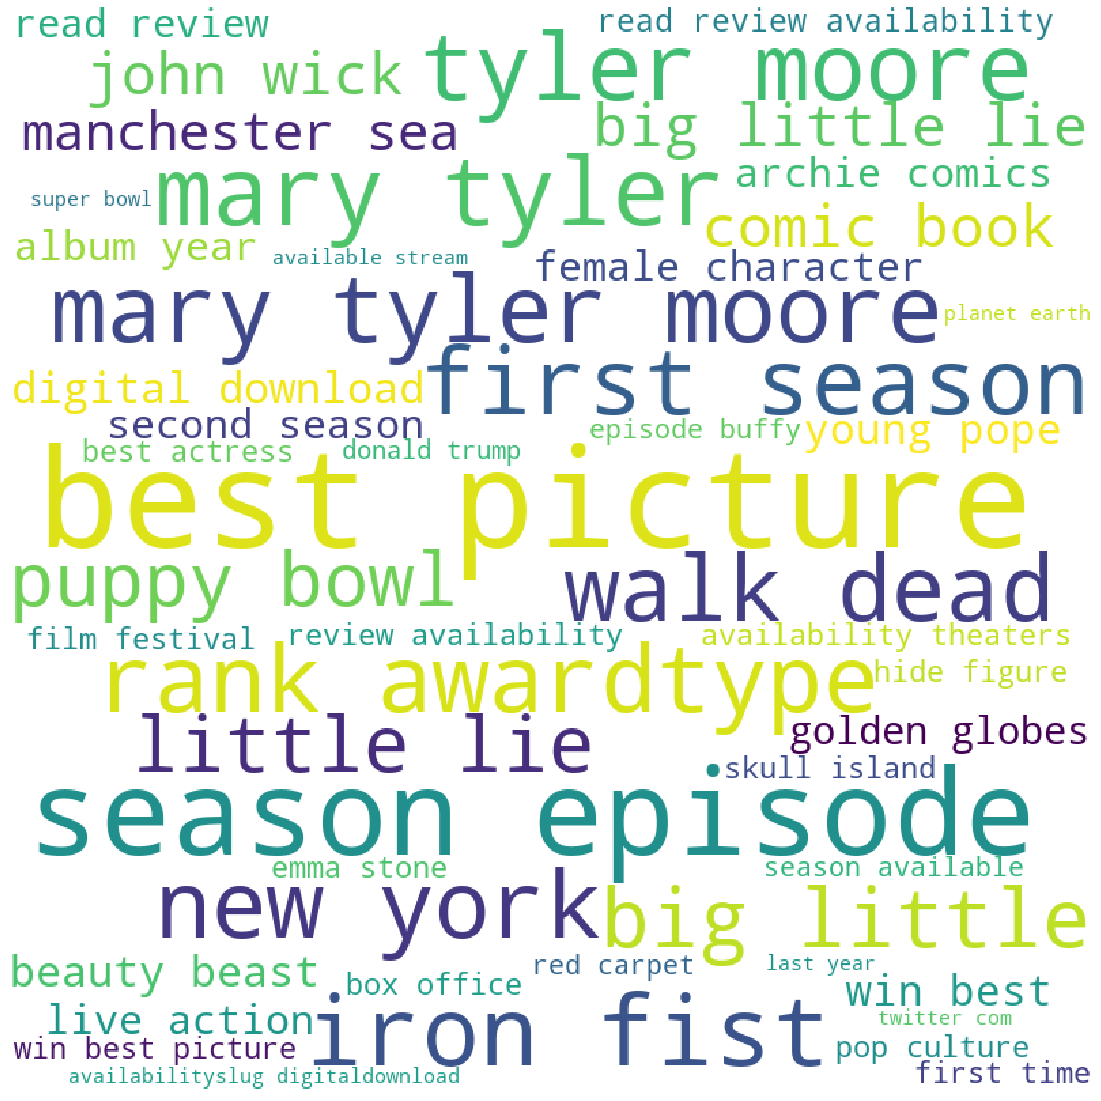 read review
read review availability
john wick
tyler moore
manchester sea
big little lie
mary tyler
archie comics
super bowl
comic book
album year
available stream
female character
mary tyler moore
planet earth
first season
digital download
second season
episode buffy
young pope
best actress
donald trump
best picture
puppy bowl
walk dead
film festival
review availability
availability theaters
rank awardtype
hide figure
little lie
golden globes
skull island
season episode
emma stone
season available
new york
big little
beauty beast
red carpet
last year
box office
win best
live action
iron fist
twitter com
win best picture
pop culture
availabilityslug digitaldownload
first time